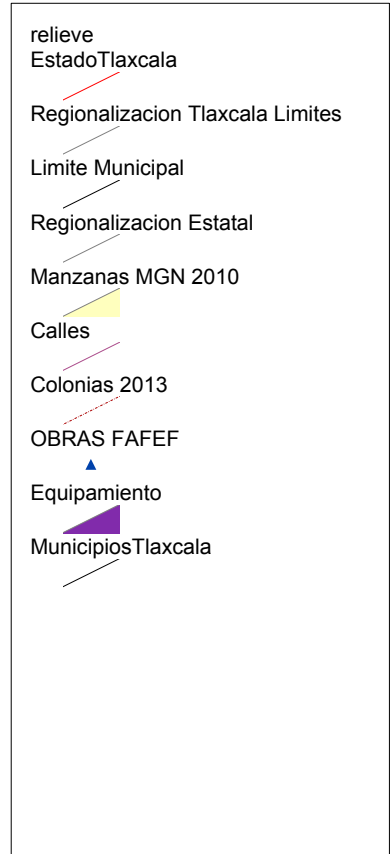 relieve
EstadoTlaxcala
Regionalizacion Tlaxcala Limites
Limite Municipal
Regionalizacion Estatal
Manzanas MGN 2010
Calles
Colonias 2013
OBRAS FAFEF
Equipamiento
MunicipiosTlaxcala